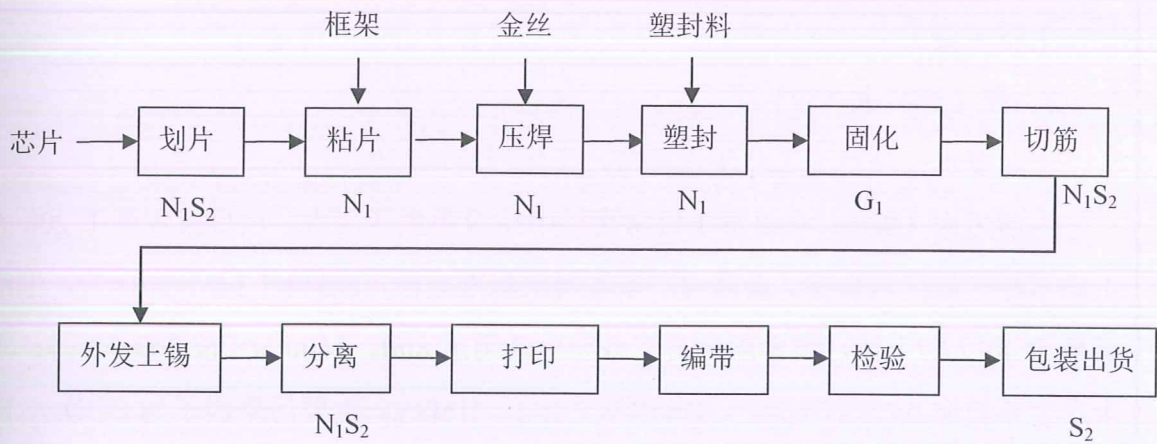 框架 金丝 塑封料
芯片 划片 粘片 压焊 塑封 固化 切筋
N₁S₂ N₁ N₁ N₁ G₁ N₁S₂
外发上锡 分离 打印 编带 检验 包装出货
N₁S₂ S₂